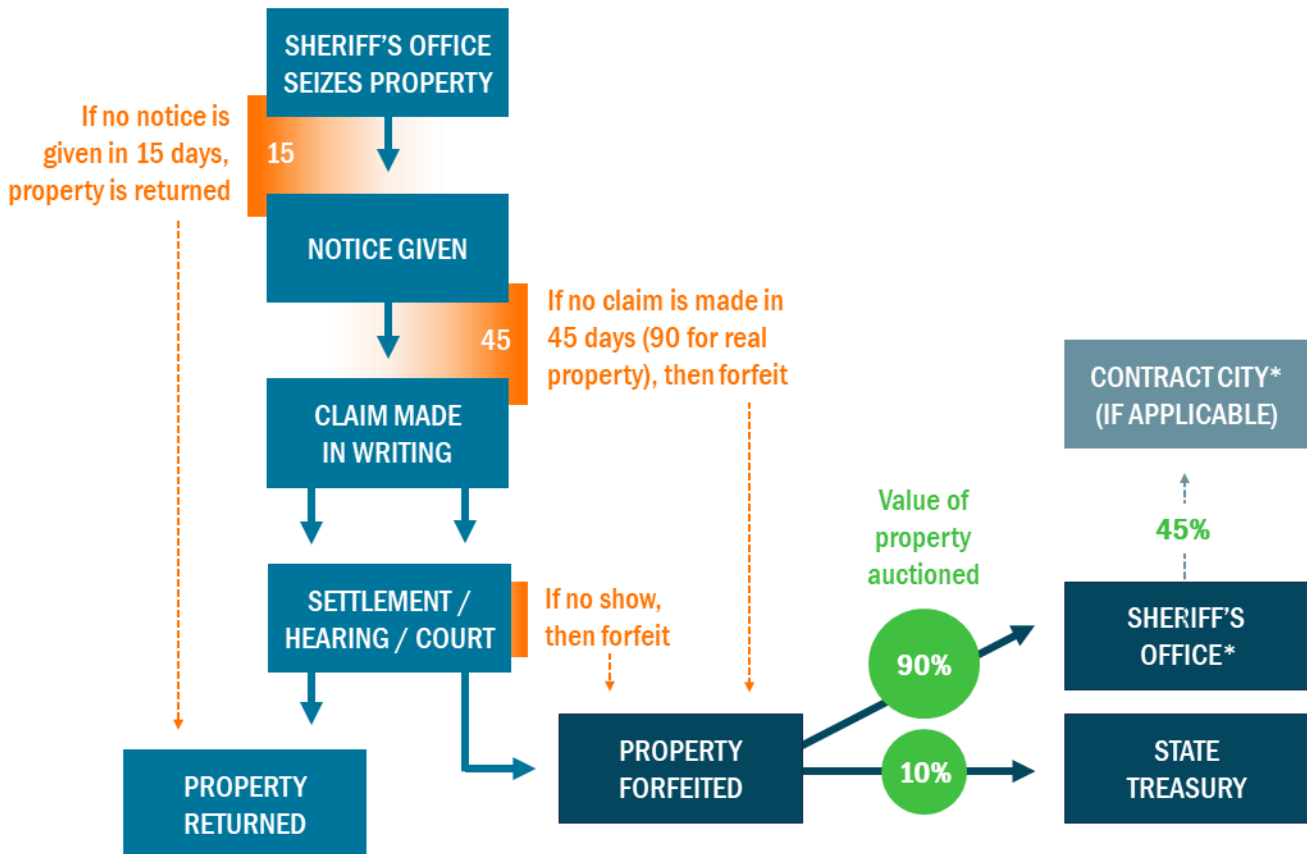 SHERIFF'S OFFICE
SEIZES PROPERTY
If no notice is
given in 15 days,
property is returned
15
NOTICE GIVEN
45
If no claim is made in
45 days (90 for real
property), then forfeit
CLAIM MADE
IN WRITING
SETTLEMENT /
HEARING / COURT
If no show,
then forfeit
PROPERTY
RETURNED
PROPERTY
FORFEITED
Value of
property
auctioned
90%
10%
CONTRACT CITY*
(IF APPLICABLE)
45%
SHERIFF'S
OFFICE*
STATE
TREASURY